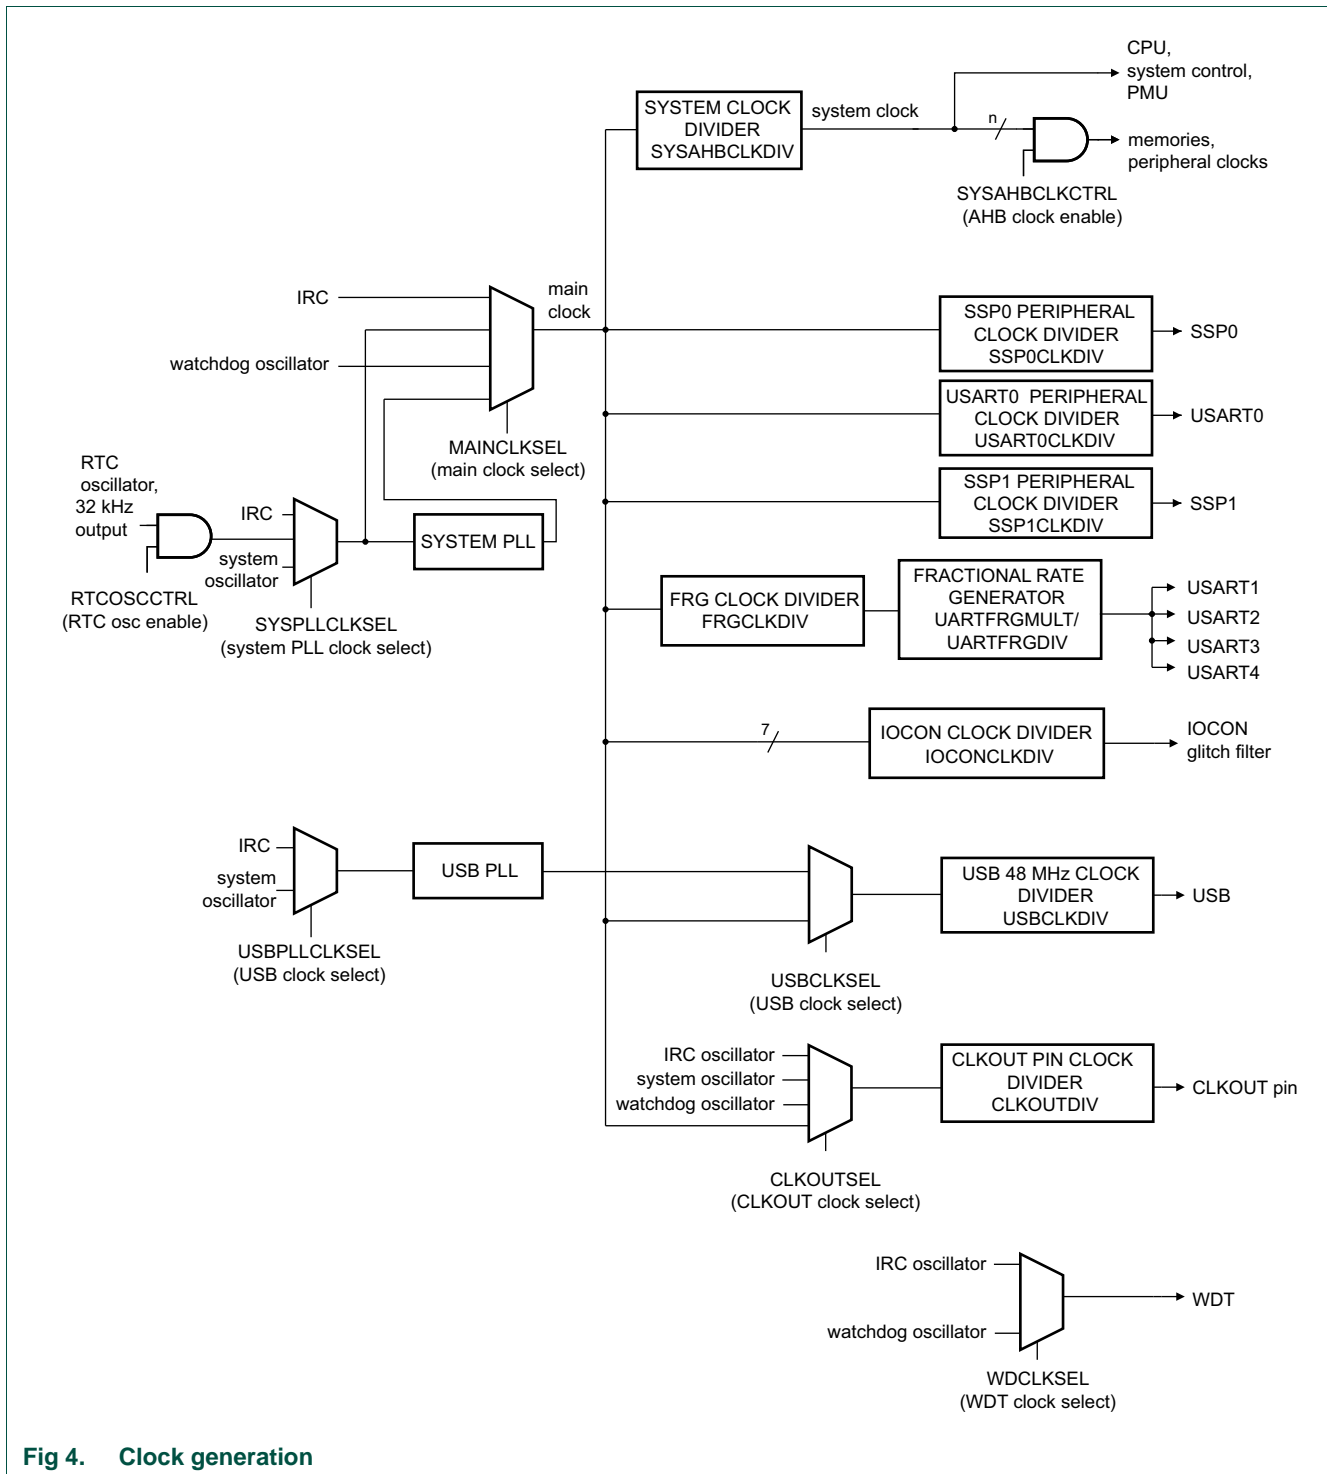 CPU,
system control,
PMU
SYSTEM CLOCK
DIVIDER
SYSAHBCLKDIV
system clock
n
memories,
peripheral clocks
SYSAHBCLKCTRL
(AHB clock enable)
IRC
main
clock
watchdog oscillator
MAINCLKSEL
(main clock select)
SSP0 PERIPHERAL
CLOCK DIVIDER
SSP0CLKDIV
SSP0
USART0 PERIPHERAL
CLOCK DIVIDER
USART0CLKDIV
USART0
RTC
oscillator,
32 kHz
output
IRC
system
oscillator
RTCOSCCTRL
(RTC osc enable)
SYSPLLCLKSEL
(system PLL clock select)
SYSTEM PLL
SSP1 PERIPHERAL
CLOCK DIVIDER
SSP1CLKDIV
SSP1
FRG CLOCK DIVIDER
FRGCLKDIV
FRACTIONAL RATE
GENERATOR
UARTFRGMULT/
UARTFRGDIV
USART1
USART2
USART3
USART4
7
IOCON CLOCK DIVIDER
IOCONCLKDIV
IOCON
glitch filter
IRC
system
oscillator
USBPLLCLKSEL
(USB clock select)
USB PLL
USBCLKSEL
(USB clock select)
USB 48 MHz CLOCK
DIVIDER
USBCLKDIV
USB
IRC oscillator
system oscillator
watchdog oscillator
CLKOUTSEL
(CLKOUT clock select)
CLKOUT PIN CLOCK
DIVIDER
CLKOUTDIV
CLKOUT pin
IRC oscillator
watchdog oscillator
WDT
WDCLKSEL
(WDT clock select)
Fig 4. Clock generation